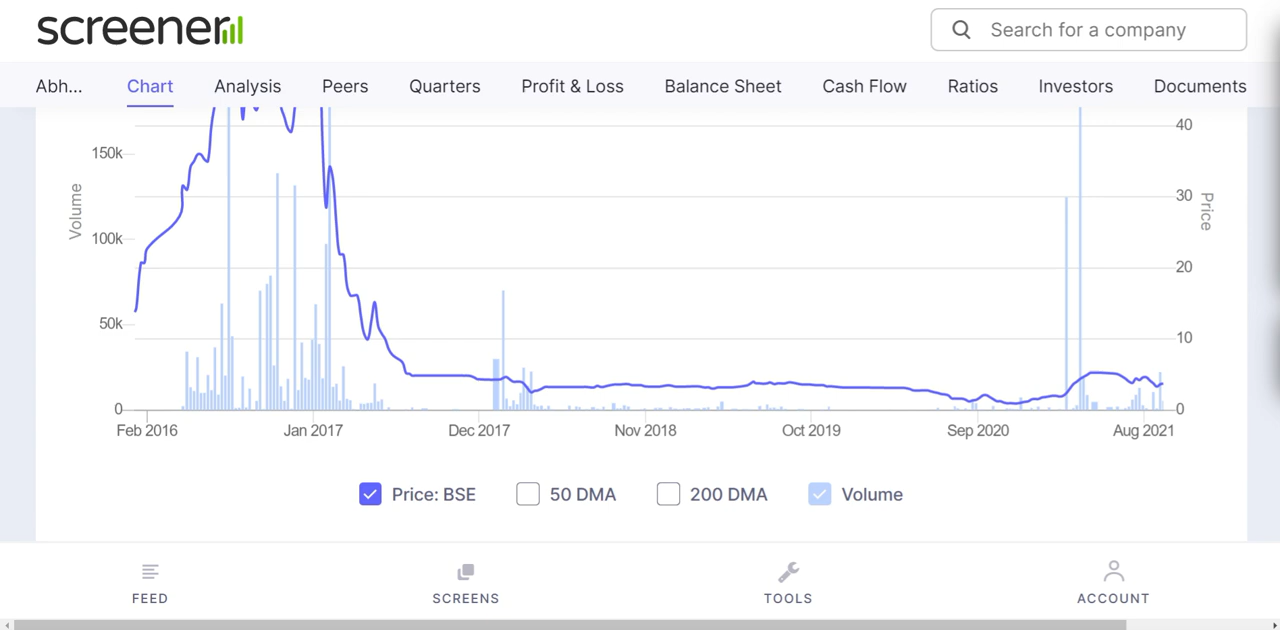 screener
Search for a company
Abh... Chart Analysis Peers Quarters Profit & Loss Balance Sheet Cash Flow Ratios Investors Documents
40
150k
30
Volume
Price
100k
20
50k
10
0 0
Feb 2016 Jan 2017 Dec 2017 Nov 2018 Oct 2019 Sep 2020 Aug 2021
Price: BSE 50 DMA 200 DMA Volume
FEED SCREENS TOOLS ACCOUNT